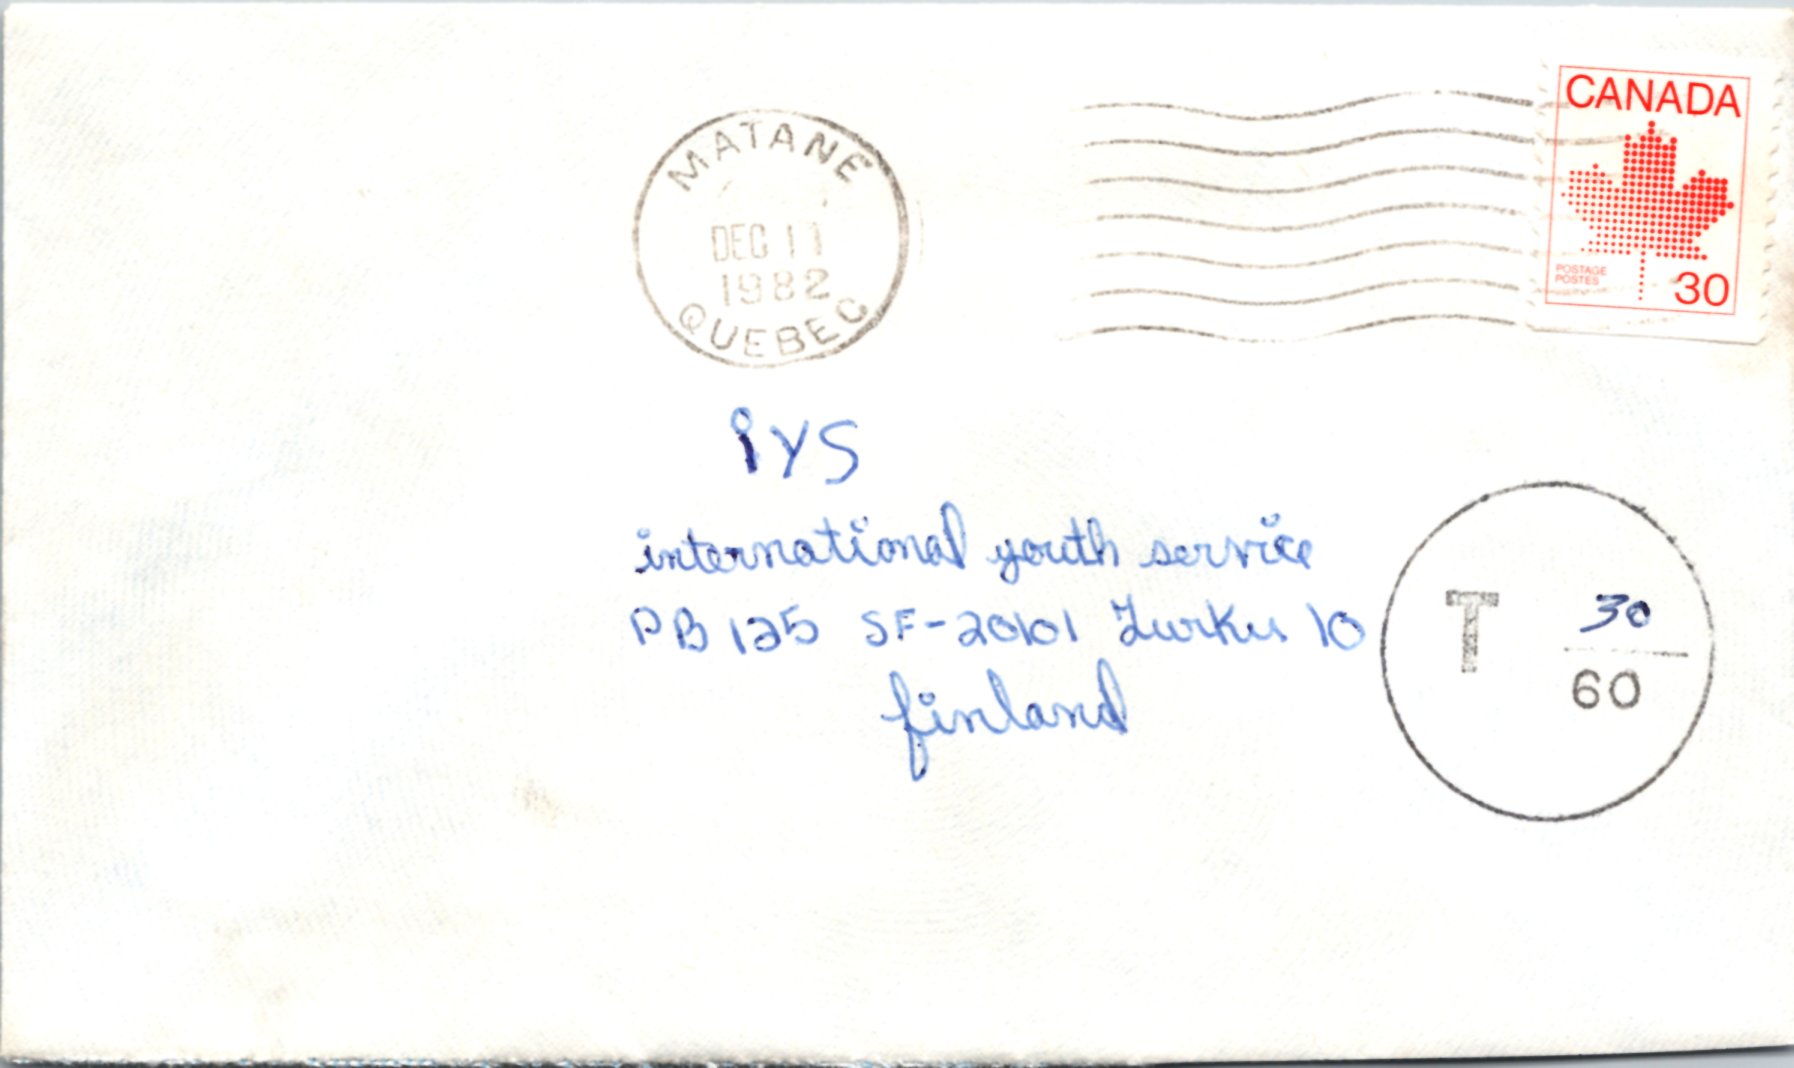 MATANE
DEC 11
1982
QUEBEC
CANADA
POSTAGE
POSTES
30
iYS
international youth service
PB 125 SF-20101 Turku 10
finland
T 30
60